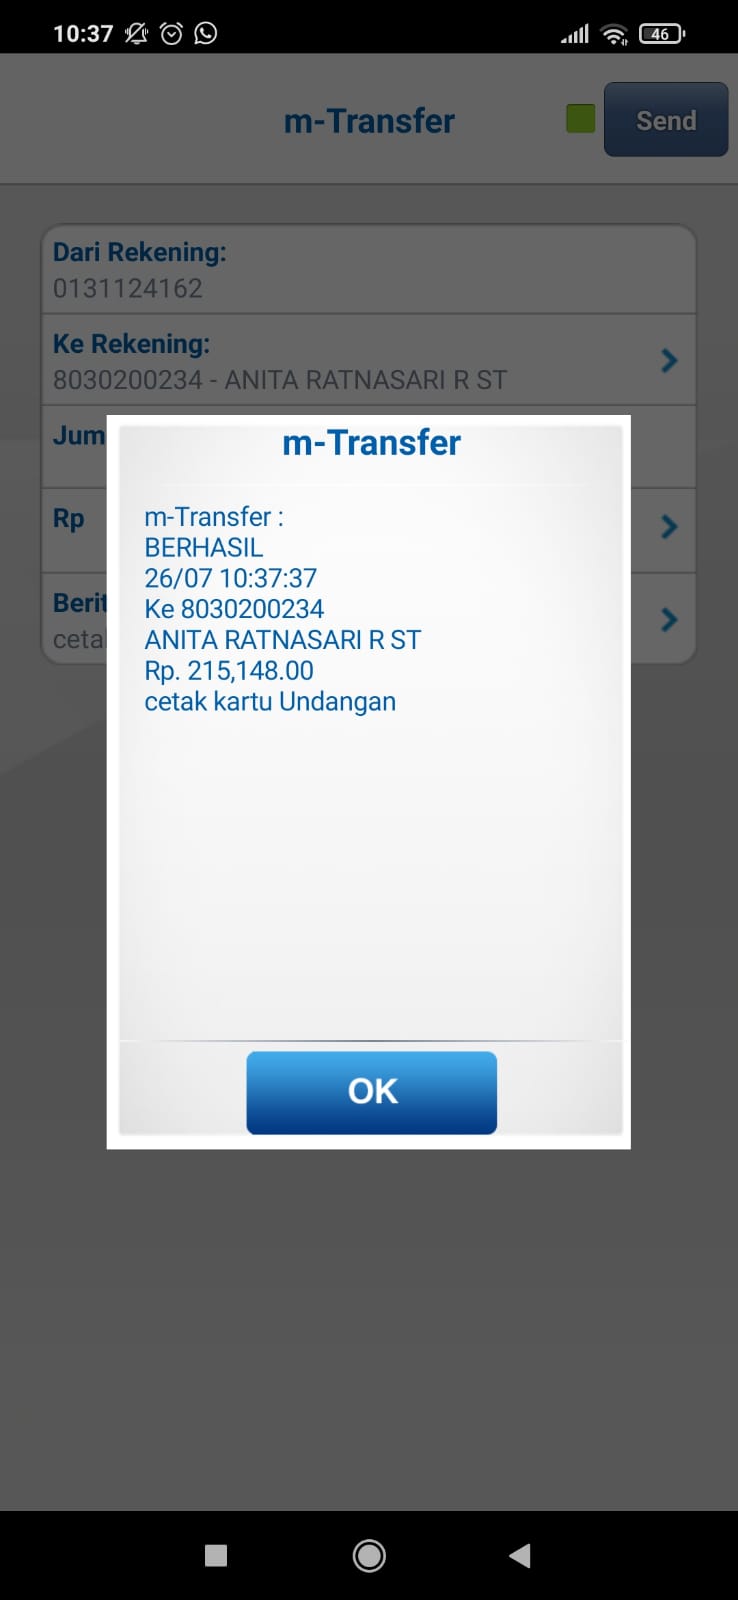 10:37
46
m-Transfer
Send
Dari Rekening:
0131124162
Ke Rekening:
8030200234 - ANITA RATNASARI R ST
Jum
Rp
Berit
ceta
m-Transfer
m-Transfer :
BERHASIL
26/07 10:37:37
Ke 8030200234
ANITA RATNASARI R ST
Rp. 215,148.00
cetak kartu Undangan
OK